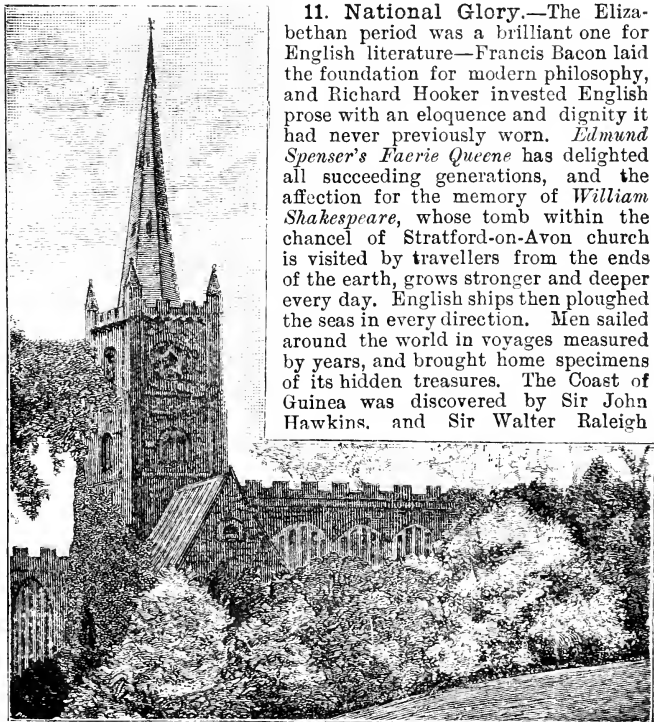 11. National Glory.—The Eliza-
bethan period was a brilliant one for
English literature—Francis Bacon laid
the foundation for modern philosophy,
and Richard Hooker invested English
prose with an eloquence and dignity it
had never previously worn. Edmund
Spenser's Faerie Queene has delighted
all succeeding generations, and the
affection for the memory of William
Shakespeare, whose tomb within the
chancel of Stratford-on-Avon church
is visited by travellers from the ends
of the earth, grows stronger and deeper
every day. English ships then ploughed
the seas in every direction. Men sailed
around the world in voyages measured
by years, and brought home specimens
of its hidden treasures. The Coast of
Guinea was discovered by Sir John
Hawkins, and Sir Walter Raleigh